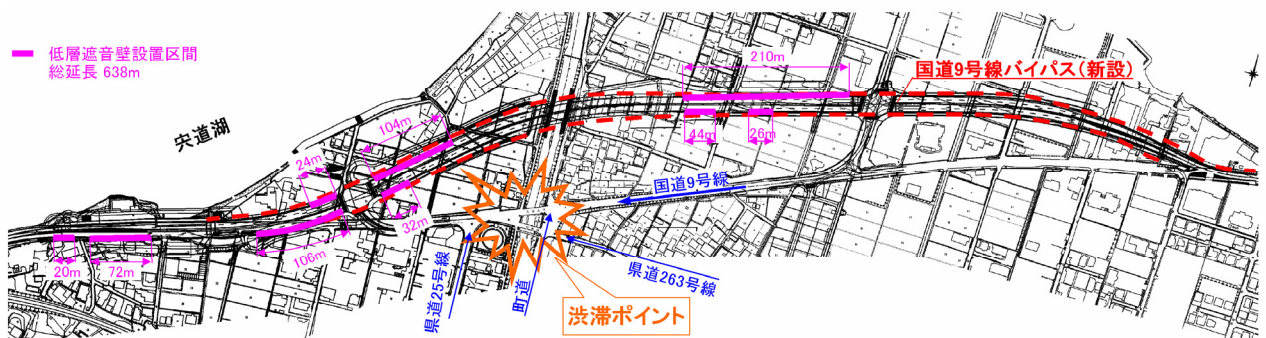 低層遮音壁設置区間
総延長 638m
宍道湖
210m
国道9号線バイパス(新設)
104m
44m
26m
24m
国道9号線
32m
106m
20m
72m
県道25号線
町道
県道263号線
渋滞ポイント